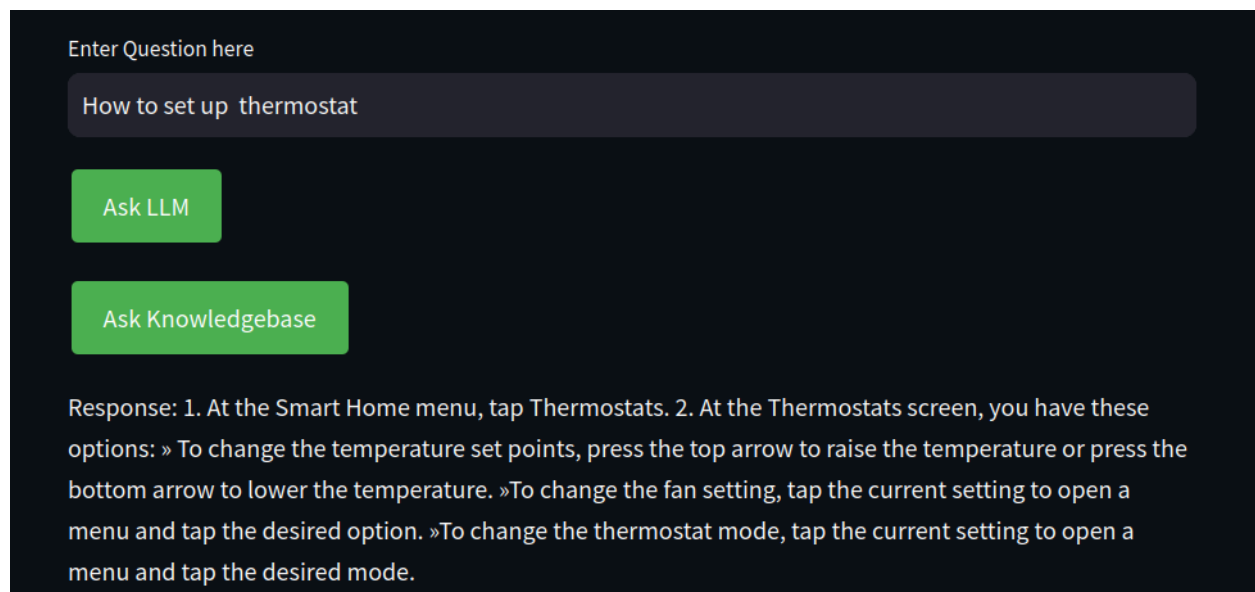 Enter Question here
How to set up  thermostat
Ask LLM
Ask Knowledgebase
Response: 1. At the Smart Home menu, tap Thermostats. 2. At the Thermostats screen, you have these
options: » To change the temperature set points, press the top arrow to raise the temperature or press the
bottom arrow to lower the temperature. »To change the fan setting, tap the current setting to open a
menu and tap the desired option. »To change the thermostat mode, tap the current setting to open a
menu and tap the desired mode.